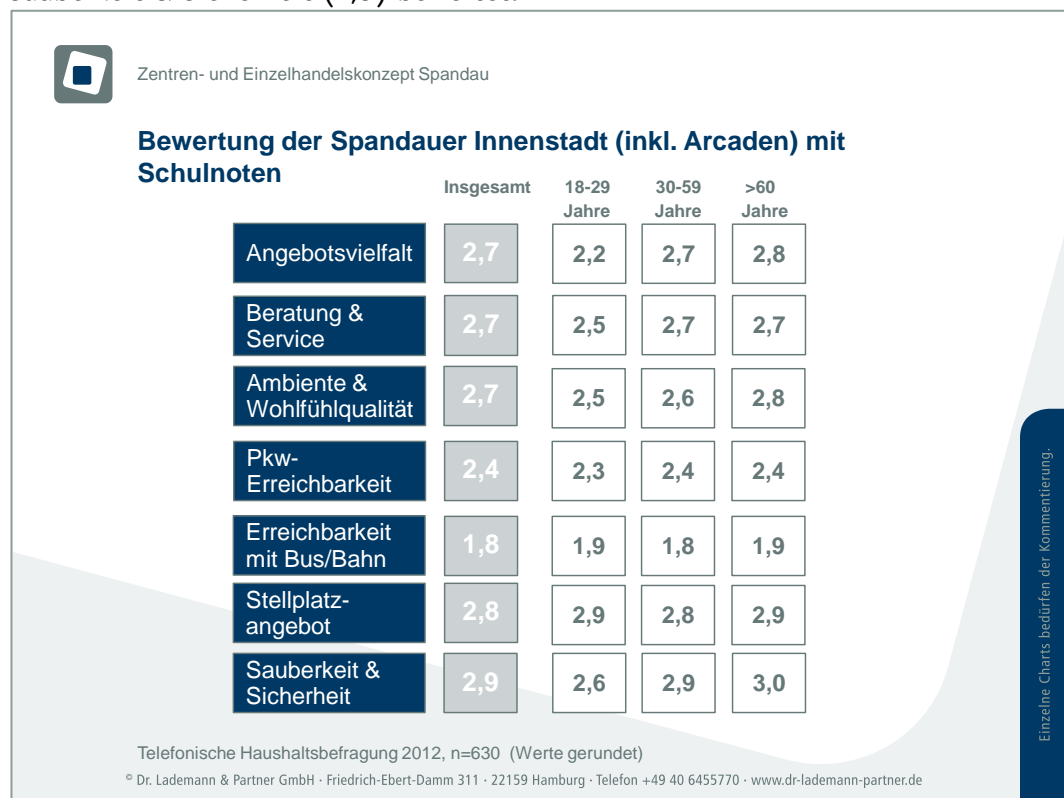 Zentren- und Einzelhandelskonzept Spandau
Bewertung der Spandauer Innenstadt (inkl. Arcaden) mit
Schulnoten
Insgesamt 18-29 30-59 >60
Jahre Jahre Jahre
Angebotsvielfalt 2,7 2,2 2,7 2,8
Beratung &
Service 2,7 2,5 2,7 2,7
Ambiente &
Wohlfühlqualität 2,7 2,5 2,6 2,8
Pkw-
Erreichbarkeit 2,4 2,3 2,4 2,4
Erreichbarkeit
mit Bus/Bahn 1,8 1,9 1,8 1,9
Stellplatz-
angebot 2,8 2,9 2,8 2,9
Sauberkeit &
Sicherheit 2,9 2,6 2,9 3,0
Einzelne Charts bedürfen der Kommentierung.
Telefonische Haushaltsbefragung 2012, n=630 (Werte gerundet)
© Dr. Lademann & Partner GmbH · Friedrich-Ebert-Damm 311 · 22159 Hamburg · Telefon +49 40 6455770 · www.dr-lademann-partner.de